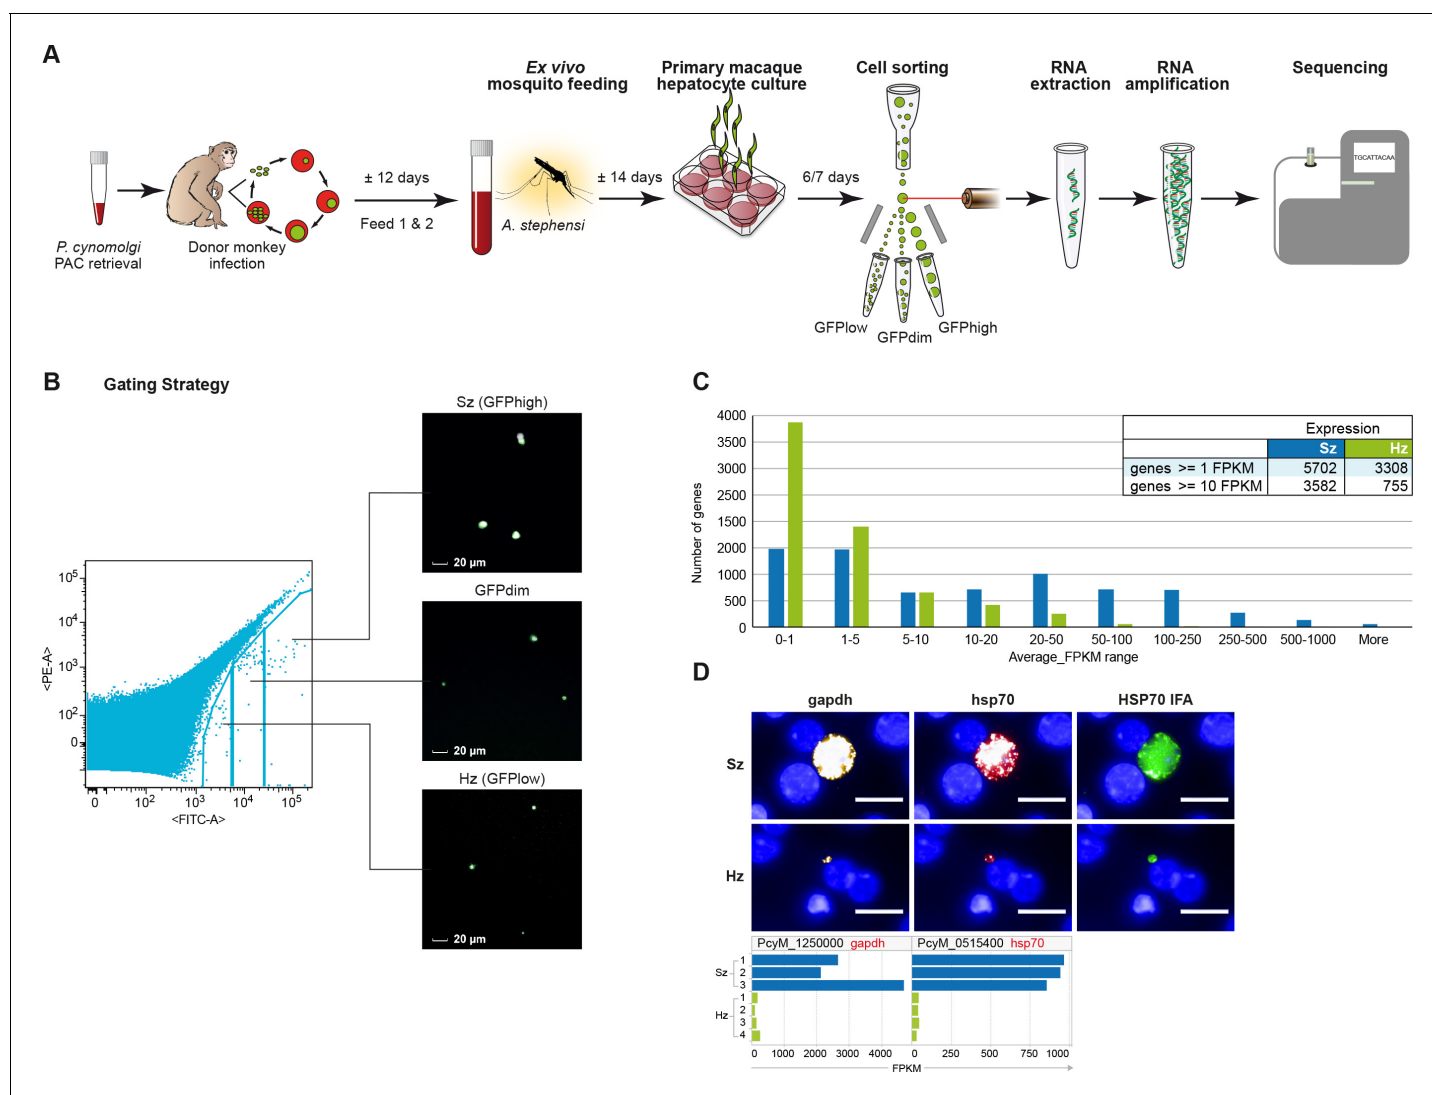 A
Ex vivo
mosquito feeding
Primary macaque
hepatocyte culture
Cell sorting
RNA
extraction
RNA
amplification
Sequencing
TGCATTACAA
± 12 days
Feed 1 & 2
± 14 days
6/7 days
P. cynomolgi
PAC retrieval
Donor monkey
infection
A. stephensi
GFPlow
GFPdim
GFPhigh
B
Gating Strategy
Sz (GFPhigh)
20 µm
GFPdim
20 µm
Hz (GFPlow)
20 µm
<PE-A>
10^5
10^4
10^3
10^2
0
0 10^2 10^3 10^4 10^5
<FITC-A>
C
Number of genes
4000
3500
3000
2500
1500
2000
1000
500
0
0-1 1-5 5-10 10-20 20-50 50-100 100-250 250-500 500-1000 More
Average_FPKM range
Expression
Sz Hz
genes >= 1 FPKM 5702 3308
genes >= 10 FPKM 3582 755
D
gapdh hsp70 HSP70 IFA
Sz
Hz
PcyM_1250000 gapdh PcyM_0515400 hsp70
Sz
1
2
3
Hz
1
2
3
4
0 1000 2000 3000 4000 0 250 500 750 1000
FPKM